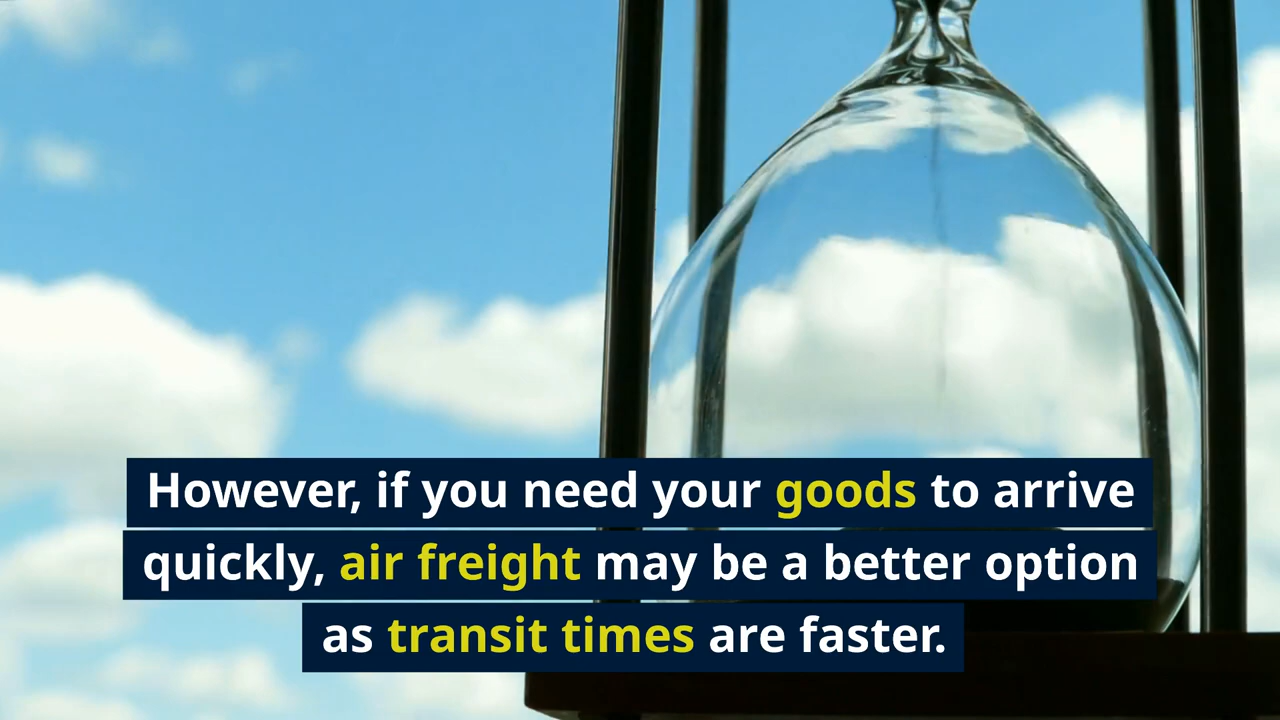 However, if you need your goods to arrive
quickly, air freight may be a better option
as transit times are faster.